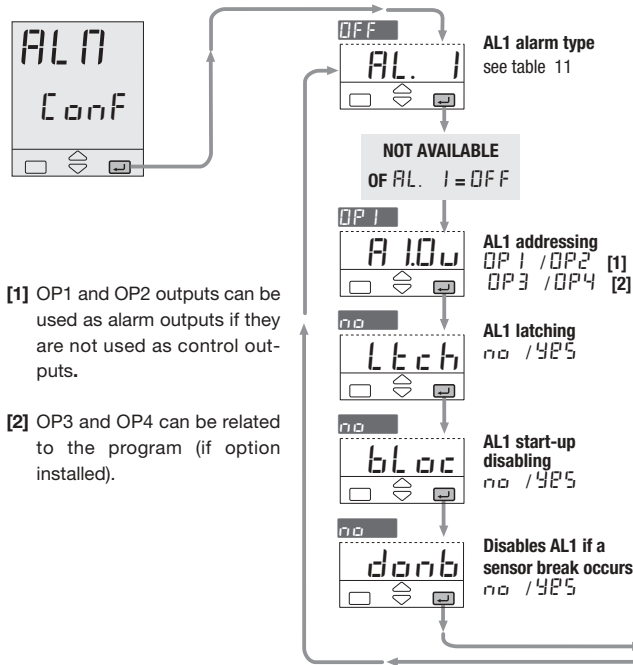 ALM
ConF
[1] OP1 and OP2 outputs can be
used as alarm outputs if they
are not used as control out-
puts.
[2] OP3 and OP4 can be related
to the program (if option
installed).
OFF
AL. 1
AL1 alarm type
see table 11
NOT AVAILABLE
OF AL. 1 = OFF
OP1
A1.Ou
AL1 addressing
OP1 / OP2 [1]
OP3 / OP4 [2]
no
Ltch
AL1 latching
no / YES
no
bLoc
AL1 start-up
disabling
no / YES
no
donb
Disables AL1 if a
sensor break occurs
no / YES